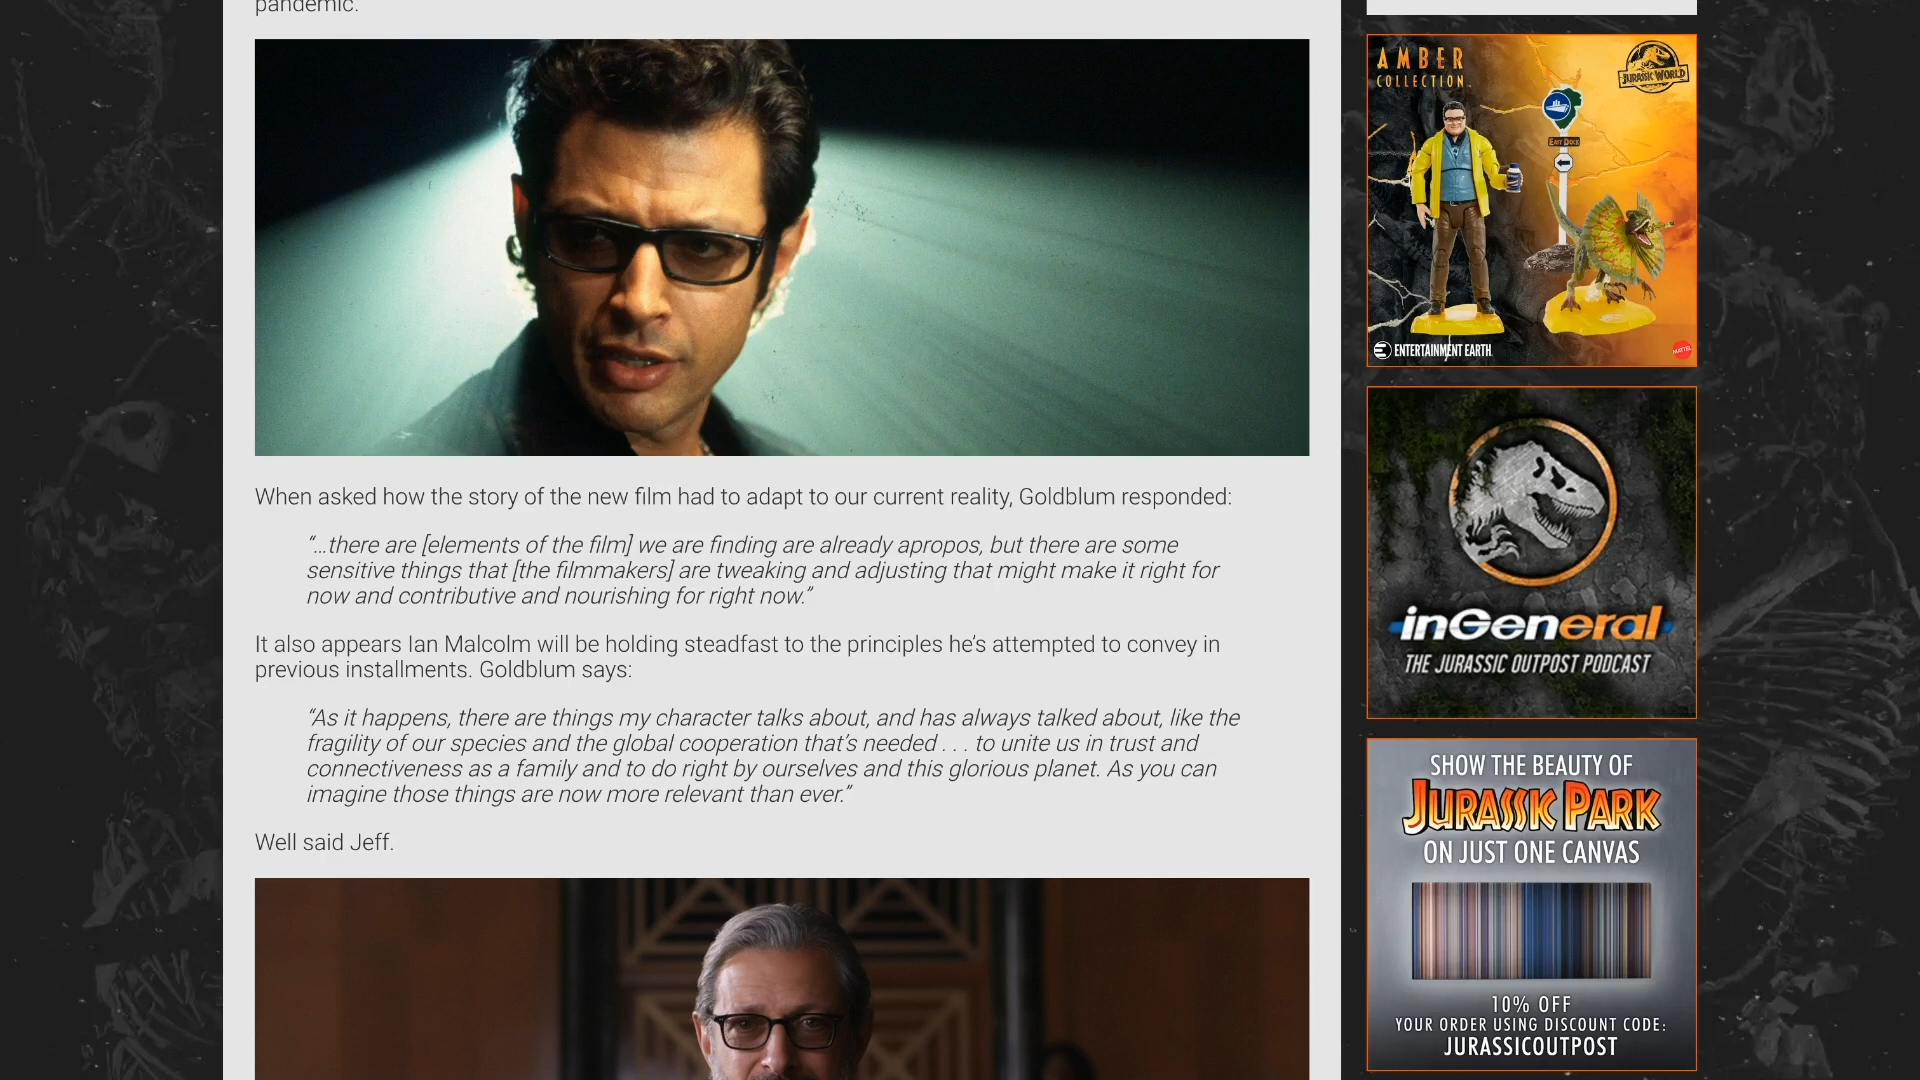 pandemic.
When asked how the story of the new film had to adapt to our current reality, Goldblum responded:
“…there are [elements of the film] we are finding are already apropos, but there are some
sensitive things that [the filmmakers] are tweaking and adjusting that might make it right for
now and contributive and nourishing for right now.”
It also appears Ian Malcolm will be holding steadfast to the principles he’s attempted to convey in
previous installments. Goldblum says:
“As it happens, there are things my character talks about, and has always talked about, like the
fragility of our species and the global cooperation that’s needed . . . to unite us in trust and
connectiveness as a family and to do right by ourselves and this glorious planet. As you can
imagine those things are now more relevant than ever.”
Well said Jeff.
AMBER
COLLECTION
JURASSIC WORLD
EAST DOCK
ENTERTAINMENT EARTH
MATTEL
inGeneral
THE JURASSIC OUTPOST PODCAST
SHOW THE BEAUTY OF
JURASSIC PARK
ON JUST ONE CANVAS
10% OFF
YOUR ORDER USING DISCOUNT CODE:
JURASSICOUTPOST